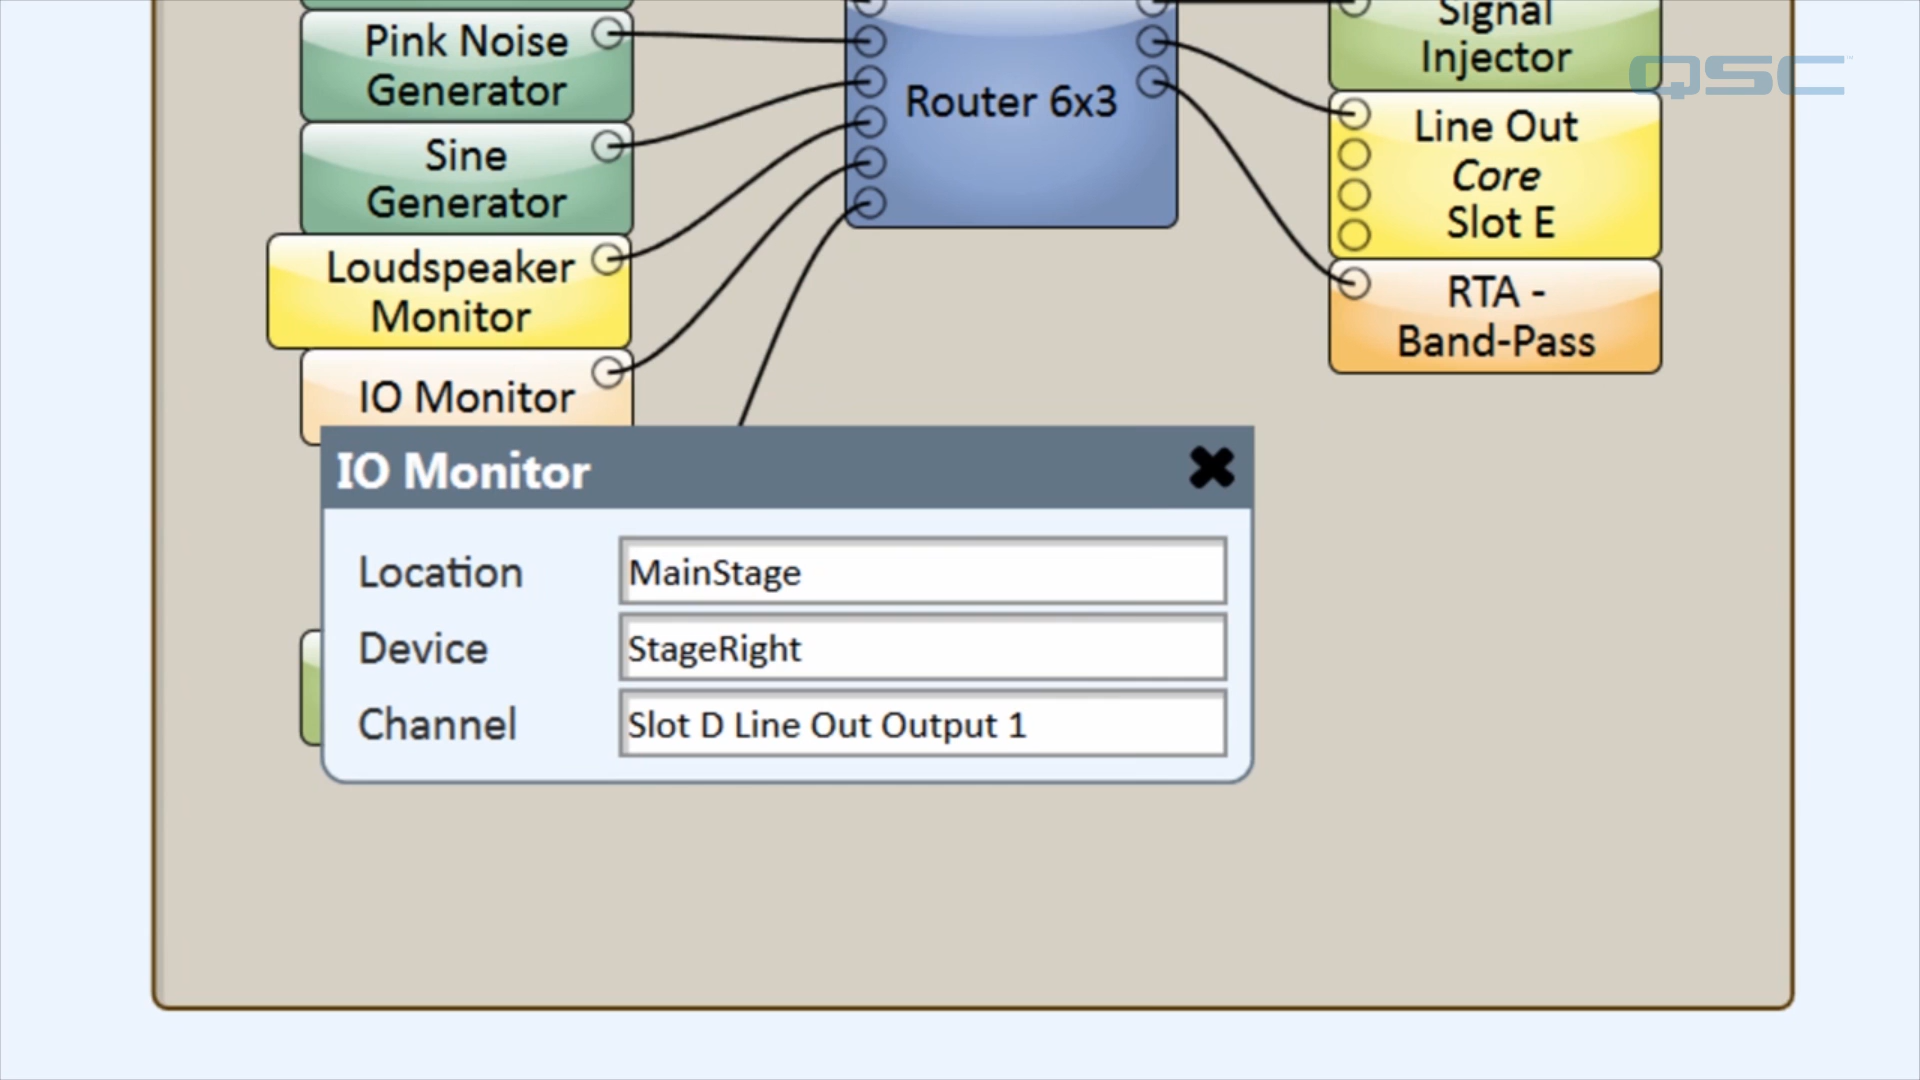 Pink Noise
Generator
Sine
Generator
Loudspeaker
Monitor
IO Monitor
Router 6x3
Signal
Injector
QSC™
Line Out
Core
Slot E
RTA -
Band-Pass
IO Monitor
Location MainStage
Device StageRight
Channel Slot D Line Out Output 1